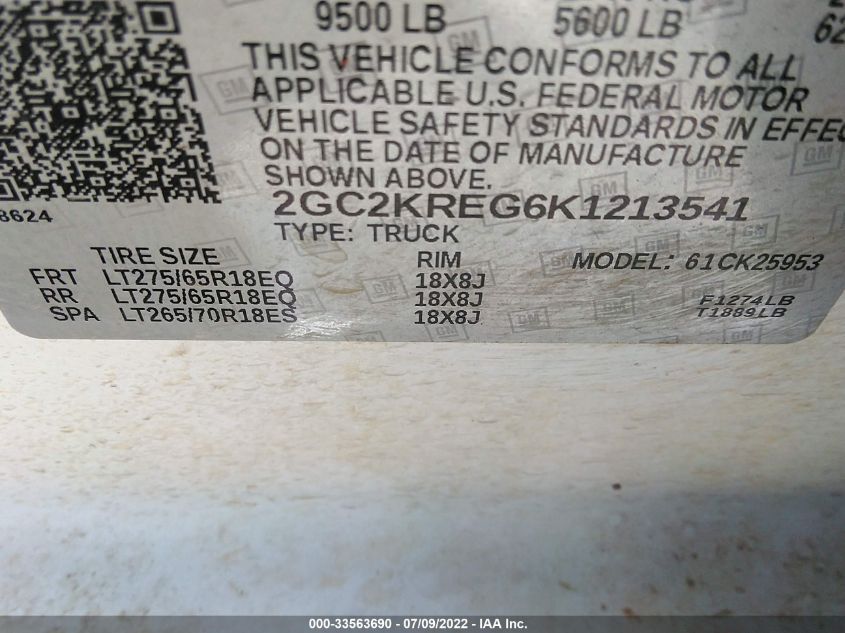 9500 LB 5600 LB 62
THIS VEHICLE CONFORMS TO ALL
APPLICABLE U.S. FEDERAL MOTOR
VEHICLE SAFETY STANDARDS IN EFFEC
ON THE DATE OF MANUFACTURE
SHOWN ABOVE.
8624 2GC2KREG6K1213541
TYPE: TRUCK
TIRE SIZE RIM MODEL: 61CK25953
FRT LT275/65R18EQ 18X8J
RR LT275/65R18EQ 18X8J F1274LB
SPA LT265/70R18ES 18X8J T1889LB
000-33563690 - 07/09/2022 - IAA Inc.